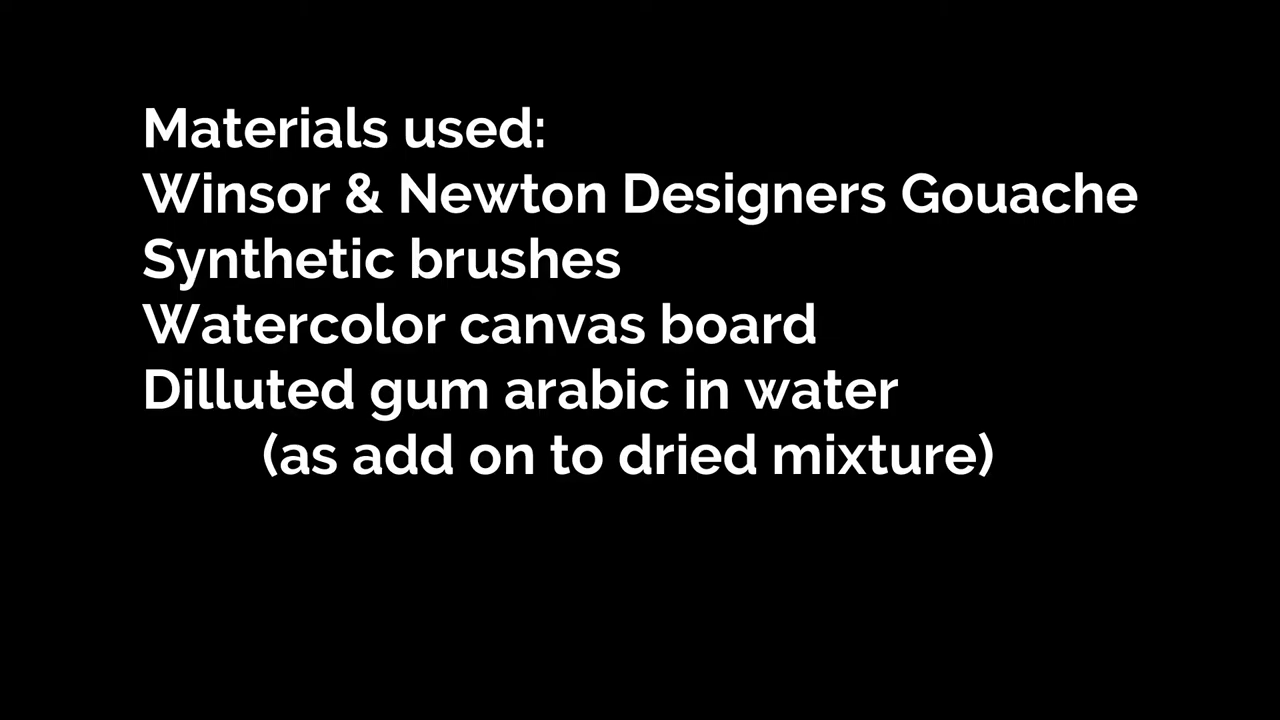 Materials used:
Winsor & Newton Designers Gouache
Synthetic brushes
Watercolor canvas board
Dilluted gum arabic in water
(as add on to dried mixture)